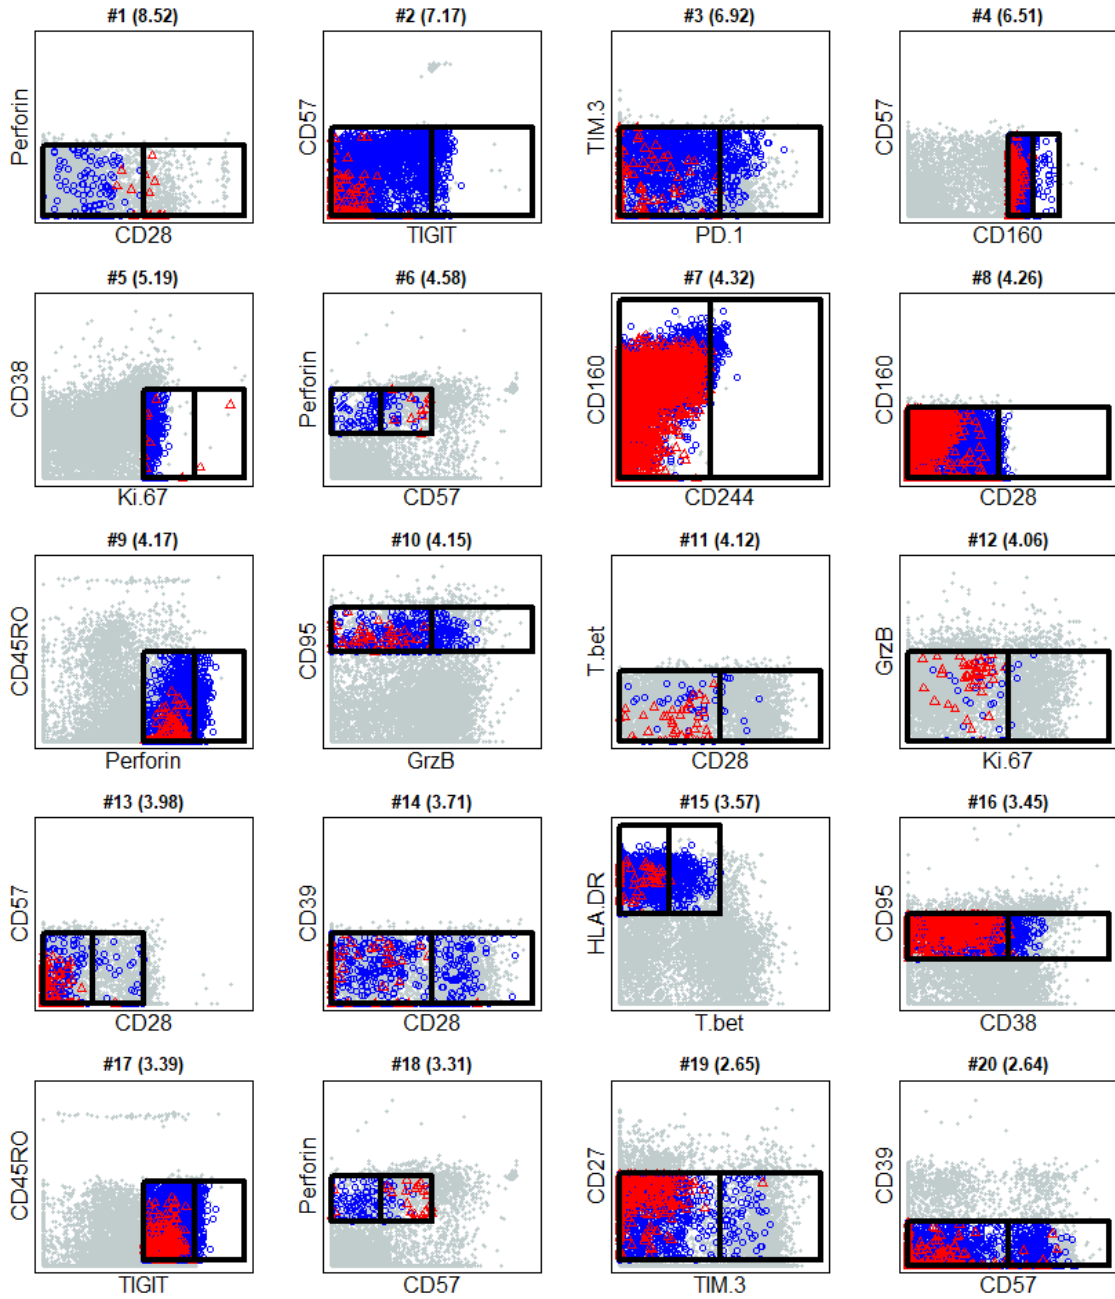 #1 (8.52)
#2 (7.17)
#3 (6.92)
#4 (6.51)
Perforin
CD57
TIM.3
CD57
CD28
TIGIT
PD.1
CD160
#5 (5.19)
#6 (4.58)
#7 (4.32)
#8 (4.26)
CD38
Perforin
CD160
CD160
Ki.67
CD57
CD244
CD28
#9 (4.17)
#10 (4.15)
#11 (4.12)
#12 (4.06)
CD45RO
CD95
T.bet
GrzB
Perforin
GrzB
CD28
Ki.67
#13 (3.98)
#14 (3.71)
#15 (3.57)
#16 (3.45)
CD57
CD39
HLA.DR
CD95
CD28
CD28
T.bet
CD38
#17 (3.39)
#18 (3.31)
#19 (2.65)
#20 (2.64)
CD45RO
Perforin
CD27
CD39
TIGIT
CD57
TIM.3
CD57